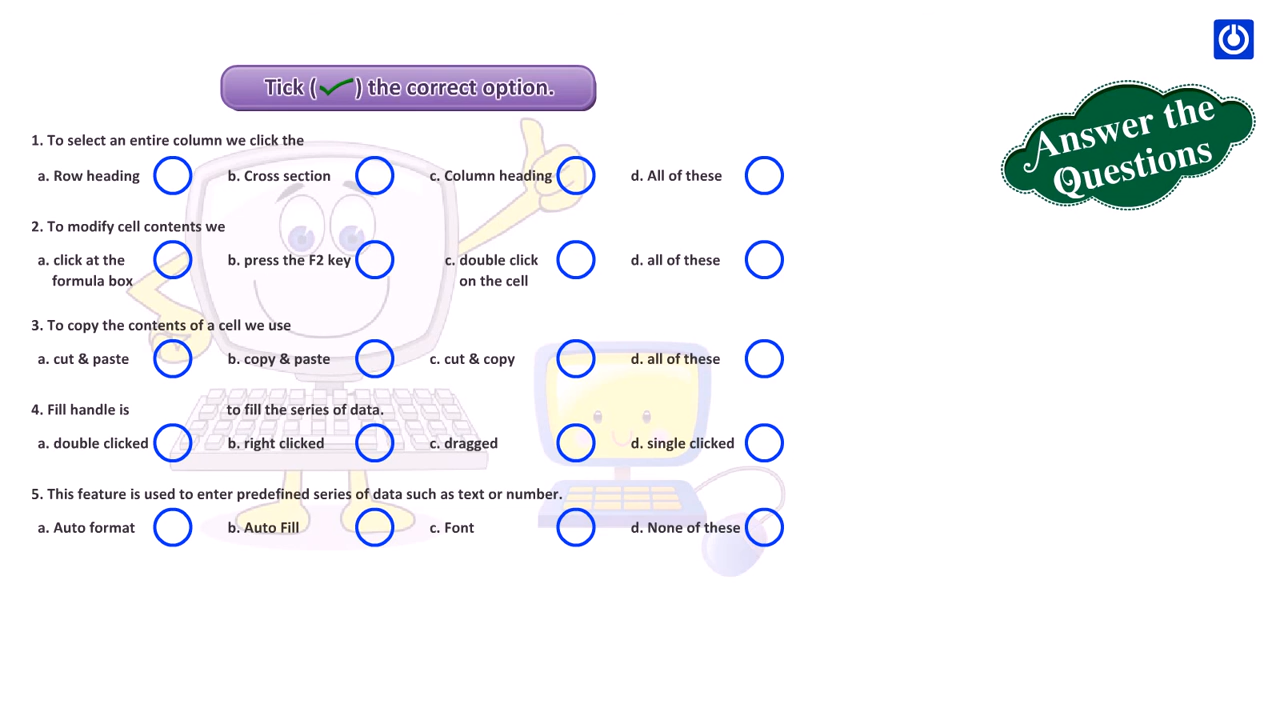 Tick ( ) the correct option.
Answer the
Questions
1. To select an entire column we click the
a. Row heading b. Cross section c. Column heading d. All of these
2. To modify cell contents we
a. click at the b. press the F2 key c. double click d. all of these
formula box on the cell
3. To copy the contents of a cell we use
a. cut & paste b. copy & paste c. cut & copy d. all of these
4. Fill handle is to fill the series of data.
a. double clicked b. right clicked c. dragged d. single clicked
5. This feature is used to enter predefined series of data such as text or number.
a. Auto format b. Auto Fill c. Font d. None of these